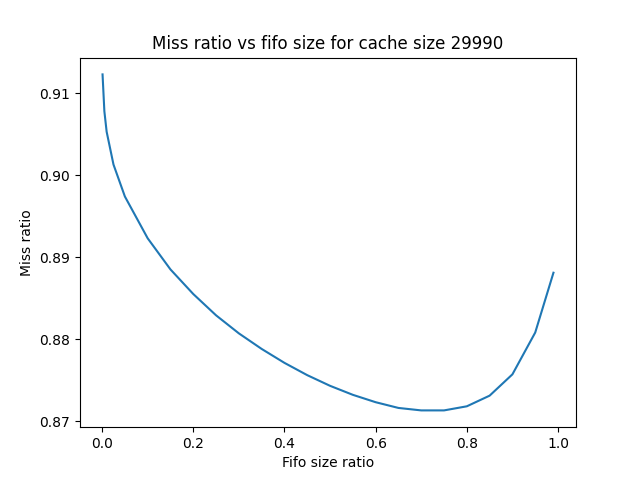 Miss ratio vs fifo size for cache size 29990
0.91
0.90
0.89
0.88
0.87
Miss ratio
0.0 0.2 0.4 0.6 0.8 1.0
Fifo size ratio